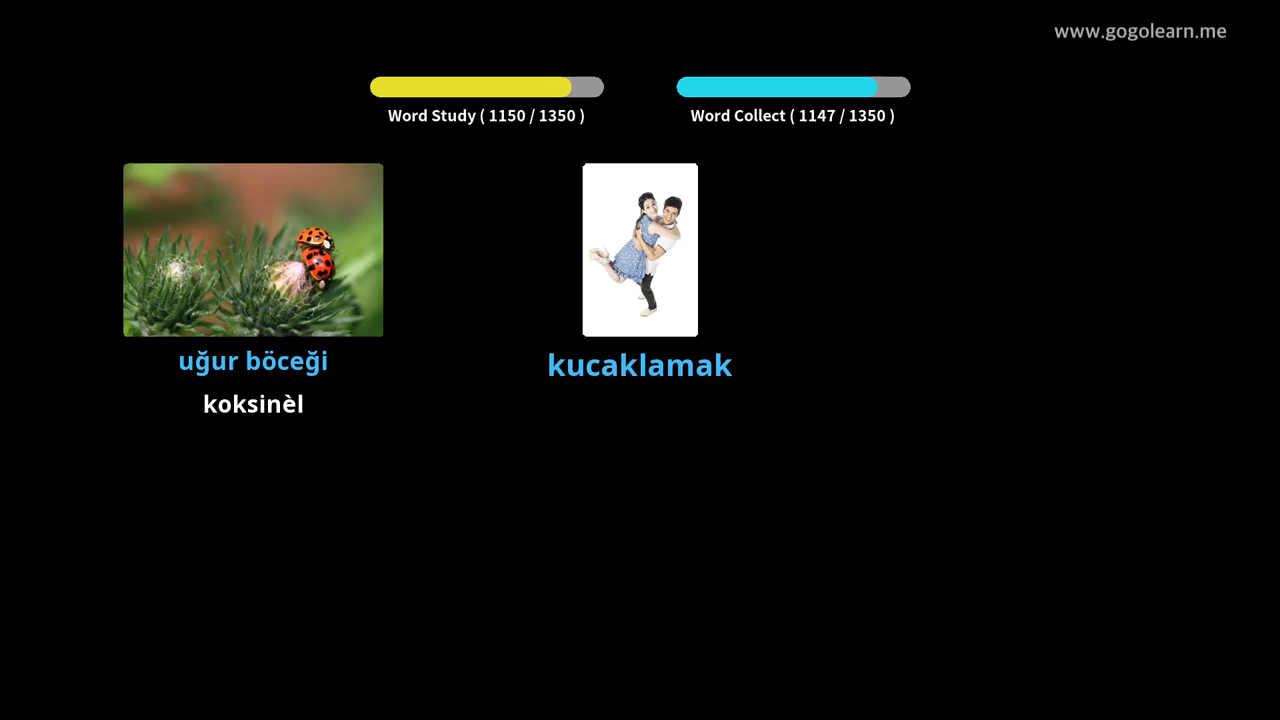 www.gogolearn.me
Word Study ( 1150 / 1350 )
Word Collect ( 1147 / 1350 )
uğur böceği
koksinèl
kucaklamak